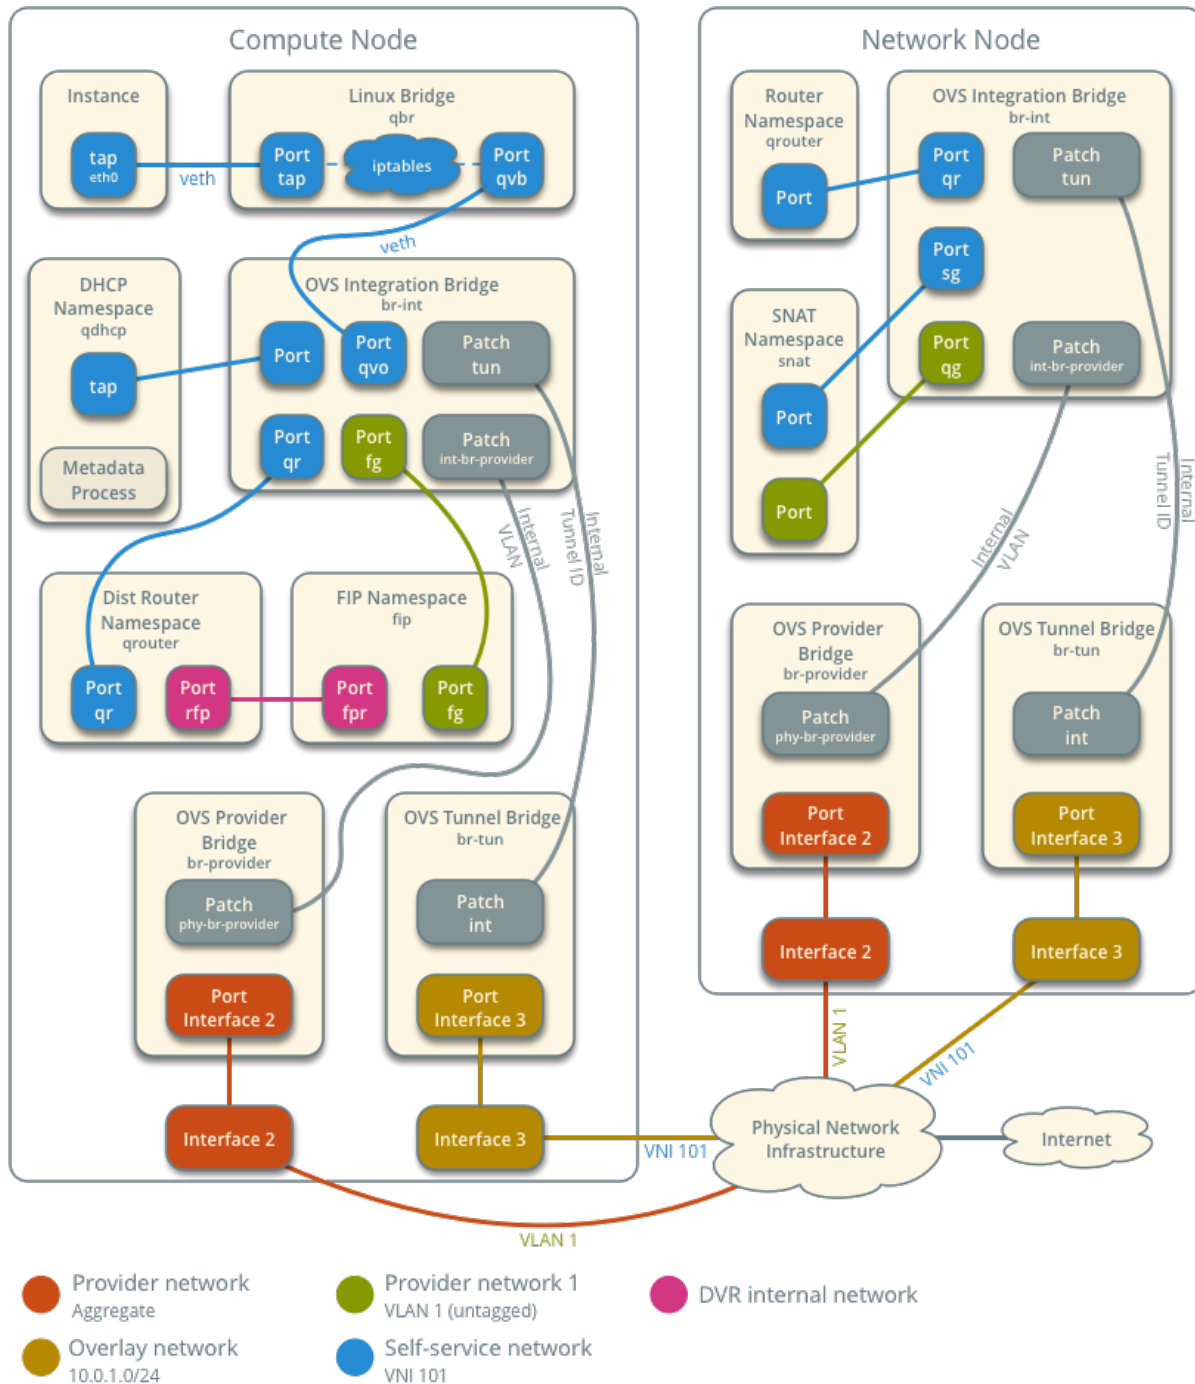 Compute Node
Instance
tap
eth0
veth
Linux Bridge
qbr
Port
tap
iptables
Port
qvb
veth
DHCP
Namespace
qdhcp
tap
Metadata
Process
OVS Integration Bridge
br-int
Port
Port
qvo
Patch
tun
Port
qr
Port
fg
Patch
int-br-provider
Internal
VLAN
Internal
Tunnel ID
Dist Router
Namespace
qrouter
Port
qr
Port
rfp
FIP Namespace
fip
Port
fpr
Port
fg
OVS Provider
Bridge
br-provider
Patch
phy-br-provider
Port
Interface 2
OVS Tunnel Bridge
br-tun
Patch
int
Port
Interface 3
Interface 2
Interface 3
Network Node
Router
Namespace
qrouter
Port
OVS Integration Bridge
br-int
Port
qr
Patch
tun
Port
sg
Port
qg
Patch
int-br-provider
SNAT
Namespace
snat
Port
Port
Internal
VLAN
Internal
Tunnel ID
OVS Provider
Bridge
br-provider
Patch
phy-br-provider
Port
Interface 2
OVS Tunnel Bridge
br-tun
Patch
int
Port
Interface 3
Interface 2
Interface 3
VLAN 1
VNI 101
VNI 101
Physical Network
Infrastructure
Internet
VLAN 1
Provider network
Aggregate
Provider network 1
VLAN 1 (untagged)
DVR internal network
Overlay network
10.0.1.0/24
Self-service network
VNI 101